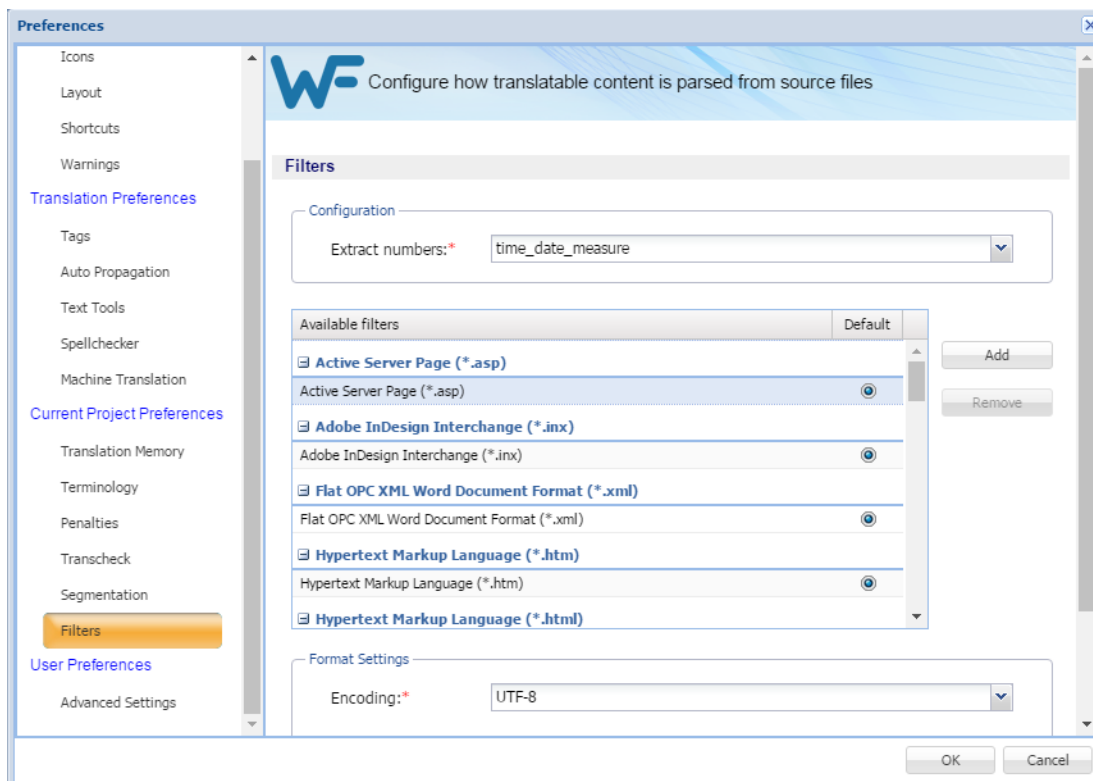 Preferences
Icons
Layout
Shortcuts
Warnings
Translation Preferences
Tags
Auto Propagation
Text Tools
Spellchecker
Machine Translation
Current Project Preferences
Translation Memory
Terminology
Penalties
Transcheck
Segmentation
Filters
User Preferences
Advanced Settings
WF Configure how translatable content is parsed from source files
Filters
Configuration
Extract numbers:* time_date_measure
Available filters Default
Active Server Page (*.asp)
Active Server Page (*.asp)
Adobe InDesign Interchange (*.inx)
Adobe InDesign Interchange (*.inx)
Flat OPC XML Word Document Format (*.xml)
Flat OPC XML Word Document Format (*.xml)
Hypertext Markup Language (*.htm)
Hypertext Markup Language (*.htm)
Hypertext Markup Language (*.html)
Add
Remove
Format Settings
Encoding:* UTF-8
OK Cancel